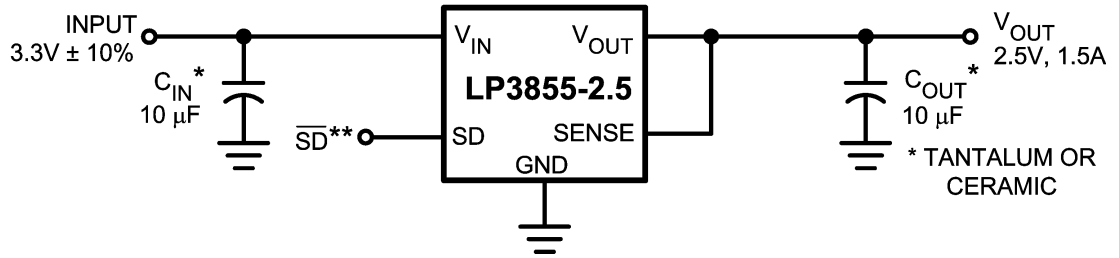 INPUT
3.3V ± 10%
C_IN*
10 μF
SD**
V_IN
V_OUT
LP3855-2.5
SD
SENSE
GND
V_OUT
2.5V, 1.5A
C_OUT*
10 μF
* TANTALUM OR
CERAMIC